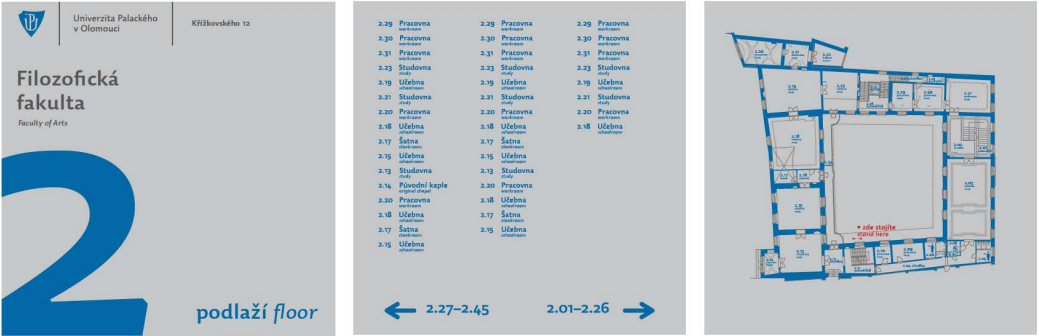 Univerzita Palackého
v Olomouci
Křížkovského 12
Filozofická
fakulta
Faculty of Arts
2
podlaží floor
2.29 Pracovna
workroom
2.30 Pracovna
workroom
2.31 Pracovna
workroom
2.23 Studovna
study
2.19 Učebna
schoolroom
2.21 Studovna
study
2.20 Pracovna
workroom
2.18 Učebna
schoolroom
2.17 Šatna
cloakroom
2.15 Učebna
schoolroom
2.13 Studovna
study
2.14 Původní kaple
original chapel
2.20 Pracovna
workroom
2.18 Učebna
schoolroom
2.17 Šatna
cloakroom
2.15 Učebna
schoolroom
2.29 Pracovna
workroom
2.30 Pracovna
workroom
2.31 Pracovna
workroom
2.23 Studovna
study
2.19 Učebna
schoolroom
2.21 Studovna
study
2.20 Pracovna
workroom
2.18 Učebna
schoolroom
2.17 Šatna
cloakroom
2.15 Učebna
schoolroom
2.13 Studovna
study
2.20 Pracovna
workroom
2.18 Učebna
schoolroom
2.17 Šatna
cloakroom
2.15 Učebna
schoolroom
2.29 Pracovna
workroom
2.30 Pracovna
workroom
2.31 Pracovna
workroom
2.23 Studovna
study
2.19 Učebna
schoolroom
2.21 Studovna
study
2.20 Pracovna
workroom
2.18 Učebna
schoolroom
2.27–2.45
2.01–2.26
zde stojíte